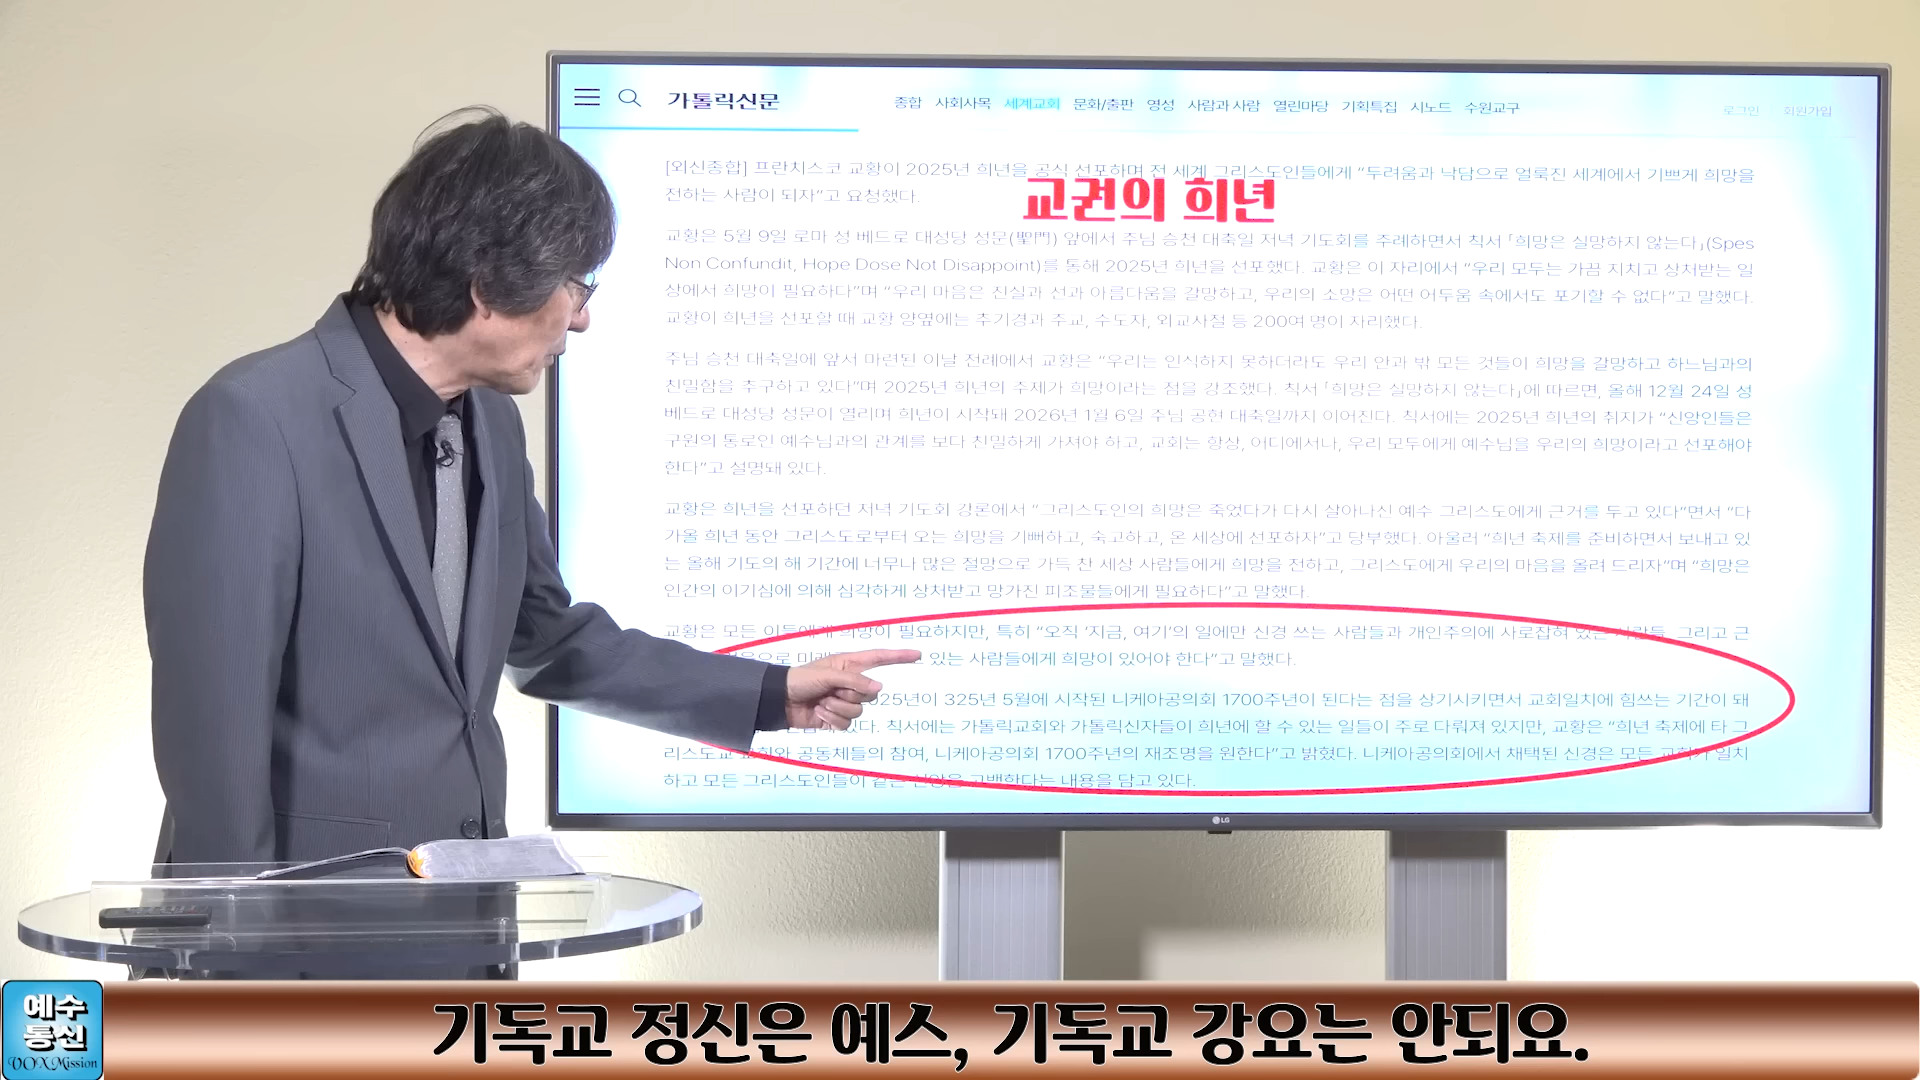 가톨릭신문
종합 사회사목 세계교회 문화/출판 영성 사람과 사람 열린마당 기획특집 시노드 수원교구
로그인 회원가입
[외신종합] 프란치스코 교황이 2025년 희년을 공식 선포하며 전 세계 그리스도인들에게 “두려움과 낙담으로 얼룩진 세계에서 기쁘게 희망을
전하는 사람이 되자”고 요청했다.
교권의 희년
교황은 5월 9일 로마 성 베드로 대성당 성문(聖門) 앞에서 주님 승천 대축일 저녁 기도회를 주례하면서 칙서 「희망은 실망하지 않는다」(Spes
Non Confundit, Hope Dose Not Disappoint)를 통해 2025년 희년을 선포했다. 교황은 이 자리에서 “우리 모두는 가끔 지치고 상처받는 일
상에서 희망이 필요하다”며 “우리 마음은 진실과 선과 아름다움을 갈망하고, 우리의 소망은 어떤 어두움 속에서도 포기할 수 없다”고 말했다.
교황이 희년을 선포할 때 교황 양옆에는 추기경과 주교, 수도자, 외교사절 등 200여 명이 자리했다.
주님 승천 대축일에 앞서 마련된 이날 전례에서 교황은 “우리는 인식하지 못하더라도 우리 안과 밖 모든 것들이 희망을 갈망하고 하느님과의
친밀함을 추구하고 있다”며 2025년 희년의 주제가 희망이라는 점을 강조했다. 칙서 「희망은 실망하지 않는다」에 따르면, 올해 12월 24일 성
베드로 대성당 성문이 열리며 희년이 시작돼 2026년 1월 6일 주님 공현 대축일까지 이어진다. 칙서에는 2025년 희년의 취지가 “신앙인들은
구원의 통로인 예수님과의 관계를 보다 친밀하게 가져야 하고, 교회는 항상, 어디에서나, 우리 모두에게 예수님을 우리의 희망이라고 선포해야
한다”고 설명돼 있다.
교황은 희년을 선포하던 저녁 기도회 강론에서 “그리스도인의 희망은 죽었다가 다시 살아나신 예수 그리스도에게 근거를 두고 있다”면서 “다
가올 희년 동안 그리스도로부터 오는 희망을 기뻐하고, 숙고하고, 온 세상에 선포하자”고 당부했다. 아울러 “희년 축제를 준비하면서 보내고 있
는 올해 기도의 해 기간에 너무나 많은 절망으로 가득 찬 세상 사람들에게 희망을 전하고, 그리스도에게 우리의 마음을 올려 드리자”며 “희망은
인간의 이기심에 의해 심각하게 상처받고 망가진 피조물들에게 필요하다”고 말했다.
교황은 모든 이들에게 희망이 필요하지만, 특히 “오직 ‘지금, 여기’의 일에만 신경 쓰는 사람들과 개인주의에 사로잡혀 있는 사람들, 그리고 근
있는 사람들에게 희망이 있어야 한다”고 말했다.
2025년이 325년 5월에 시작된 니케아공의회 1700주년이 된다는 점을 상기시키면서 교회일치에 힘쓰는 기간이 돼
있다. 칙서에는 가톨릭교회와 가톨릭신자들이 희년에 할 수 있는 일들이 주로 다뤄져 있지만, 교황은 “희년 축제에 타 그
리스도교 교회와 공동체들의 참여, 니케아공의회 1700주년의 재조명을 원한다”고 밝혔다. 니케아공의회에서 채택된 신경은 모든 교회가 일치
하고 모든 그리스도인들이 같은 신앙을 고백한다는 내용을 담고 있다.
LG
예수
통신
VOX Mission
기독교 정신은 예스, 기독교 강요는 안되요.